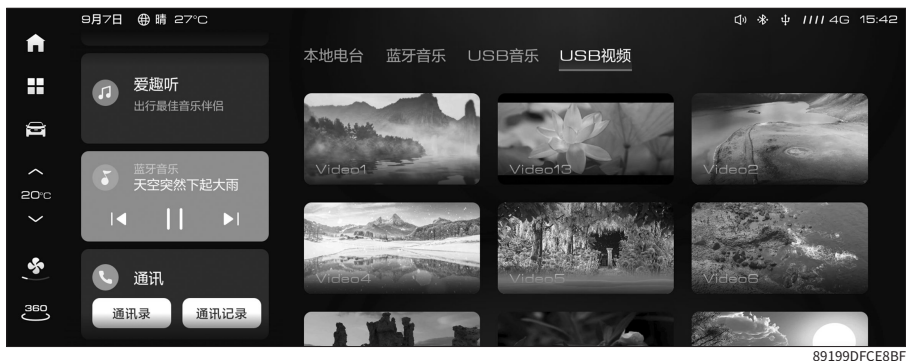 9月7日 晴 27°C
4G 15:42
本地电台 蓝牙音乐 USB音乐 USB视频
爱趣听
出行最佳音乐伴侣
蓝牙音乐
天空突然下起大雨
通讯
通讯录 通讯记录
20°C
360
Video1 Video13 Video2
Video4 Video5 Video6
89199DFCE8BF